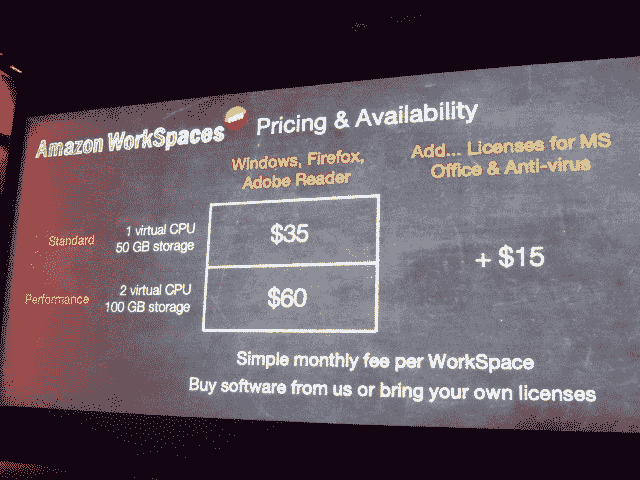 Amazon WorkSpaces
Pricing & Availability
Windows, Firefox,
Adobe Reader
Add... Licenses for MS
Office & Anti-virus
Standard
1 virtual CPU
50 GB storage
$35
+ $15
Performance
2 virtual CPU
100 GB storage
$60
Simple monthly fee per WorkSpace
Buy software from us or bring your own licenses